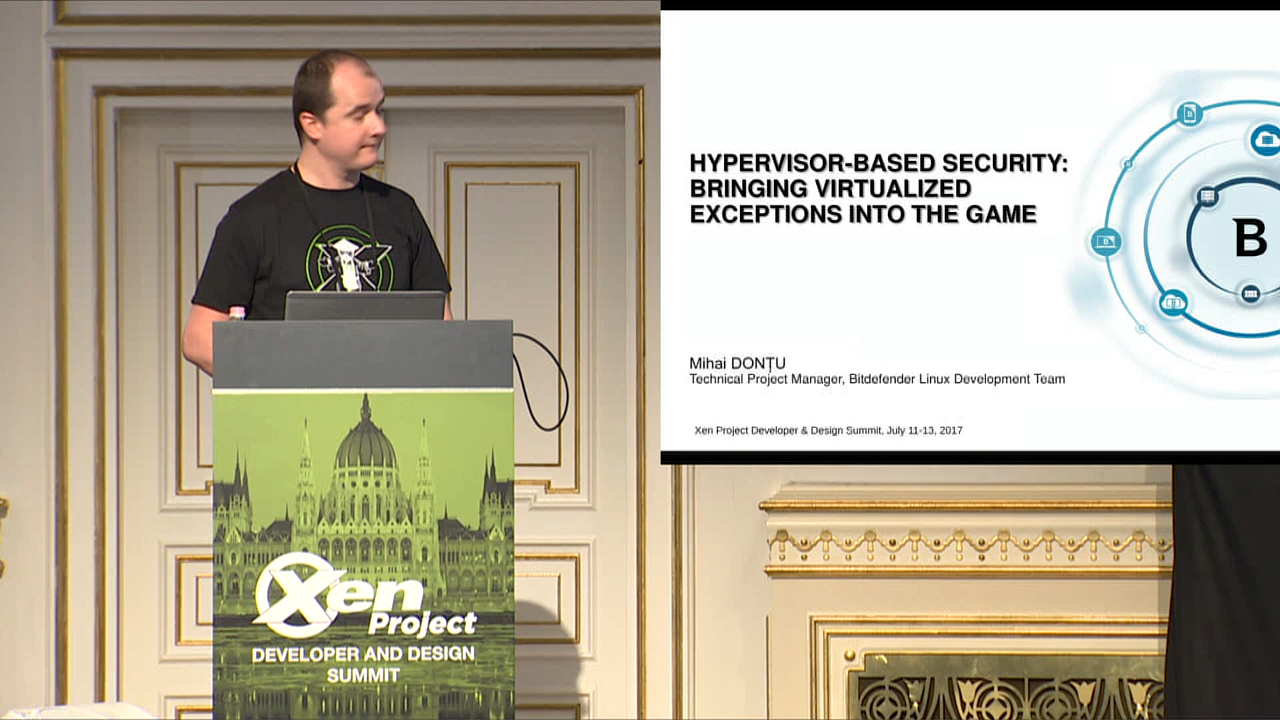 HYPERVISOR-BASED SECURITY:
BRINGING VIRTUALIZED
EXCEPTIONS INTO THE GAME
B
Mihai DONȚU
Technical Project Manager, Bitdefender Linux Development Team
Xen Project Developer & Design Summit, July 11-13, 2017
Xen
Project
DEVELOPER AND DESIGN
SUMMIT